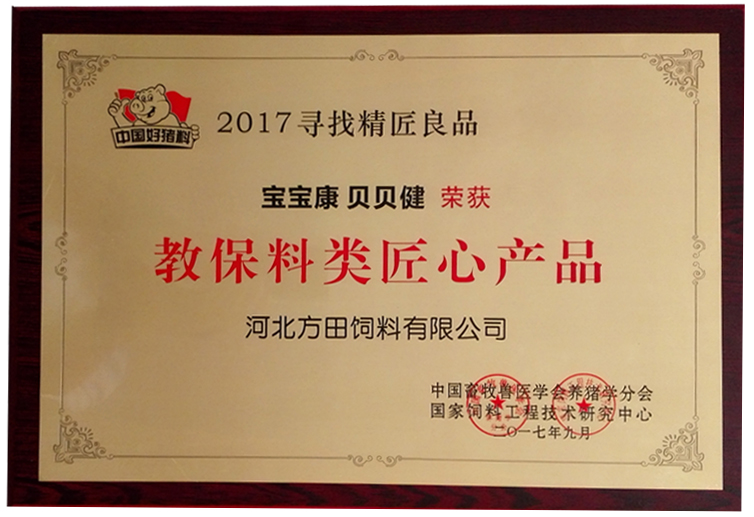 中国好猪料
2017寻找精匠良品
宝宝康 贝贝健 荣获
教保料类匠心产品
河北方田饲料有限公司
中国畜牧兽医学会养猪学分会
国家饲料工程技术研究中心
二〇一七年九月